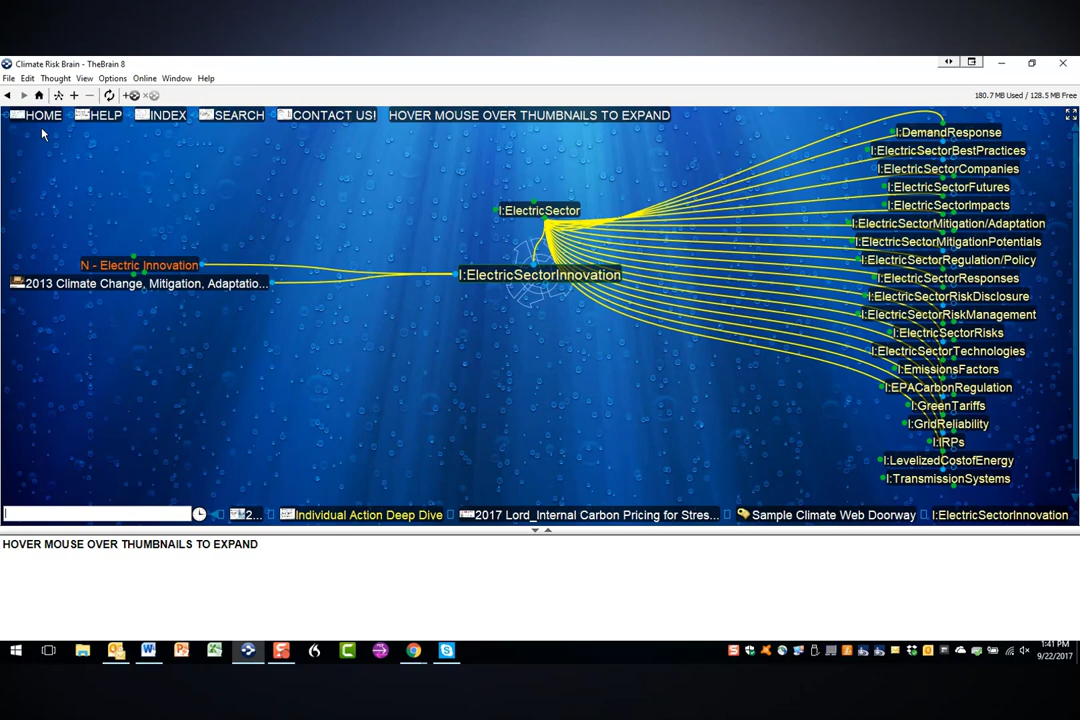 Climate Risk Brain - TheBrain 8
File Edit Thought View Options Online Window Help
180.7 MB Used / 128.5 MB Free
HOME HELP INDEX SEARCH CONTACT US! HOVER MOUSE OVER THUMBNAILS TO EXPAND
I:DemandResponse
I:ElectricSectorBestPractices
I:ElectricSectorCompanies
I:ElectricSectorFutures
I:ElectricSectorImpacts
I:ElectricSector
I:ElectricSectorMitigation/Adaptation
I:ElectricSectorMitigationPotentials
I:ElectricSectorRegulation/Policy
N - Electric Innovation
I:ElectricSectorInnovation
I:ElectricSectorResponses
2013 Climate Change, Mitigation, Adaptatio...
I:ElectricSectorRiskDisclosure
I:ElectricSectorRiskManagement
I:ElectricSectorRisks
I:ElectricSectorTechnologies
I:EmissionsFactors
I:EPACarbonRegulation
I:GreenTariffs
I:GridReliability
I:IRPs
I:LevelizedCostofEnergy
I:TransmissionSystems
2... Individual Action Deep Dive 2017 Lord_Internal Carbon Pricing for Stres... Sample Climate Web Doorway I:ElectricSectorInnovation
HOVER MOUSE OVER THUMBNAILS TO EXPAND
1:41 PM
9/22/2017